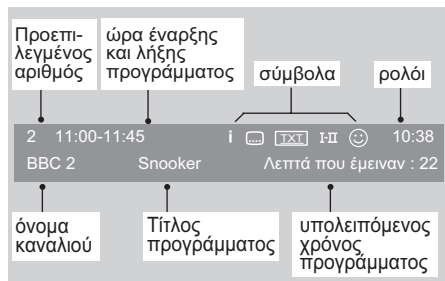 Προεπι-
λεγμένος
αριθμός
ώρα έναρξης
και λήξης
προγράμματος
σύμβολα
ρολόι
2 11:00-11:45 i TXT I-II 10:38
BBC 2 Snooker Λεπτά που έμειναν : 22
όνομα
καναλιού
Τίτλος
προγράμματος
υπολειπόμενος
χρόνος
προγράμματος